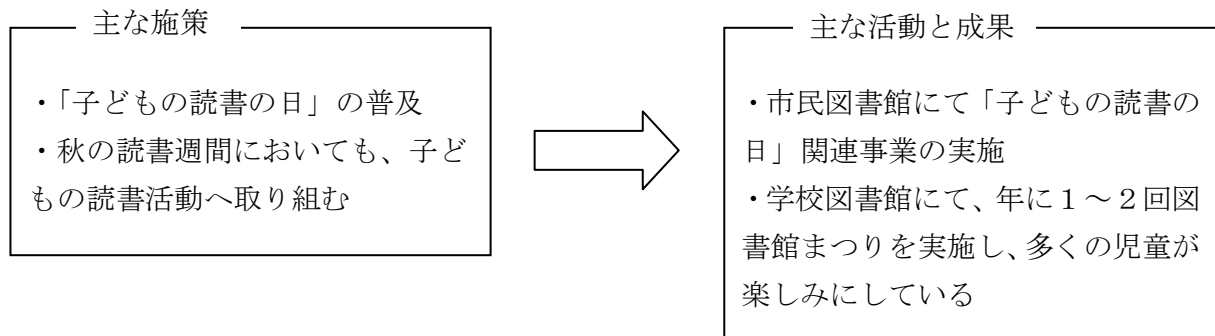 主な施策
・「子どもの読書の日」の普及
・秋の読書週間においても、子ど
もの読書活動へ取り組む
主な活動と成果
・市民図書館にて「子どもの読書の
日」関連事業の実施
・学校図書館にて、年に１～２回図
書館まつりを実施し、多くの児童が
楽しみにしている